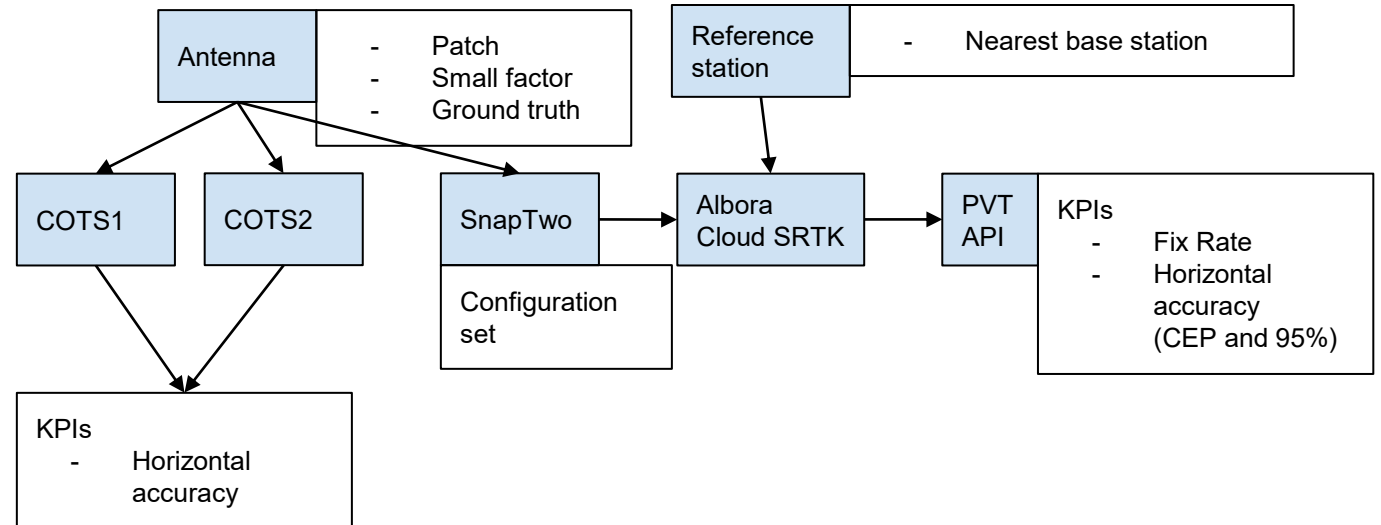 Antenna
- Patch
- Small factor
- Ground truth
Reference
station
- Nearest base station
COTS1
COTS2
SnapTwo
Configuration
set
Albora
Cloud SRTK
PVT
API
KPIs
- Fix Rate
- Horizontal
accuracy
(CEP and 95%)
KPIs
- Horizontal
accuracy